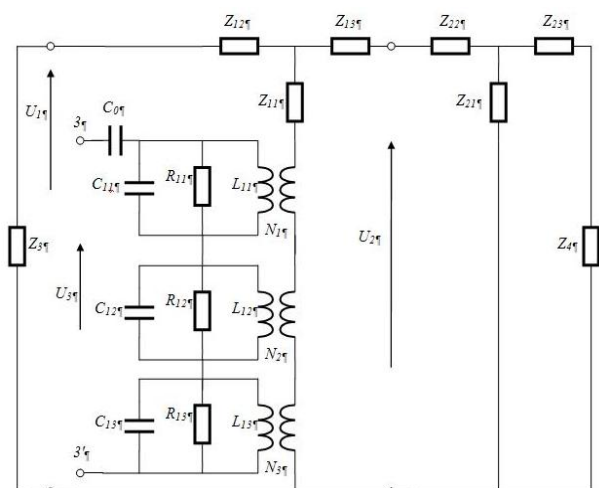 Z12¶
Z13¶
Z22¶
Z23¶
Z11¶
Z21¶
U1¶
3¶
C0¶
C11¶
R11¶
L11¶
N1¶
Z3¶
U3¶
U2¶
Z4¶
C12¶
R12¶
L12¶
N2¶
C13¶
R13¶
L13¶
N3¶
3'¶